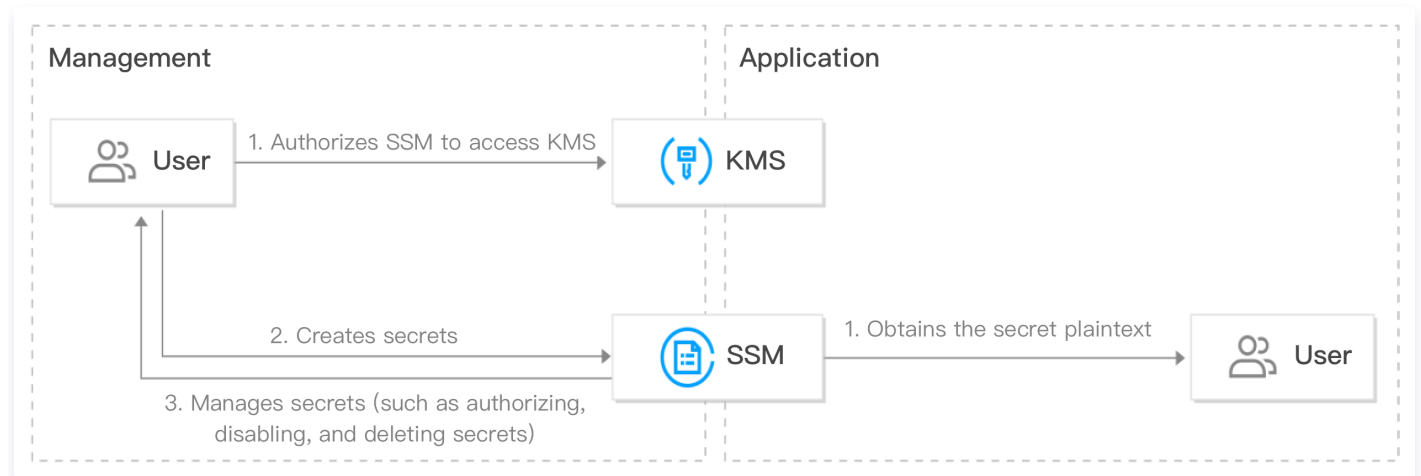 Management
Application
1. Authorizes SSM to access KMS
User
KMS
2. Creates secrets
SSM
1. Obtains the secret plaintext
User
3. Manages secrets (such as authorizing,
disabling, and deleting secrets)